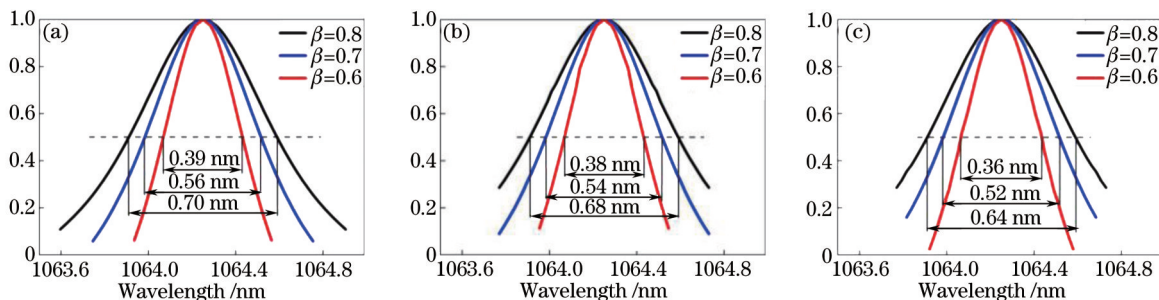 (a)
β=0.8
β=0.7
β=0.6
1.0
0.8
0.6
0.4
0.2
0
0.39 nm
0.56 nm
0.70 nm
1063.6
1064.0
1064.4
1064.8
Wavelength /nm
(b)
β=0.8
β=0.7
β=0.6
1.0
0.8
0.6
0.4
0.2
0
0.38 nm
0.54 nm
0.68 nm
1063.6
1064.0
1064.4
1064.8
Wavelength /nm
(c)
β=0.8
β=0.7
β=0.6
1.0
0.8
0.6
0.4
0.2
0
0.36 nm
0.52 nm
0.64 nm
1063.6
1064.0
1064.4
1064.8
Wavelength /nm